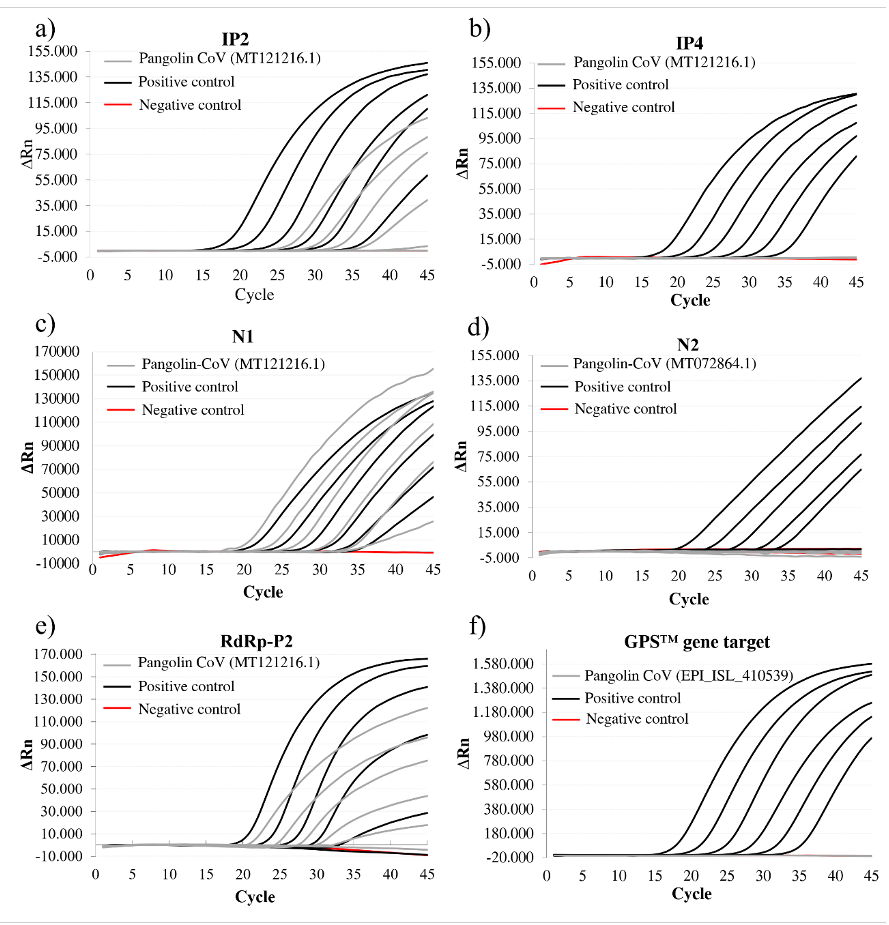 a)
IP2
155.000
135.000
115.000
95.000
75.000
55.000
35.000
15.000
-5.000
ΔRn
Pangolin CoV (MT121216.1)
Positive control
Negative control
0 5 10 15 20 25 30 35 40 45
Cycle
b)
IP4
155.000
135.000
115.000
95.000
75.000
55.000
35.000
15.000
-5.000
ΔRn
Pangolin CoV (MT121216.1)
Positive control
Negative control
0 5 10 15 20 25 30 35 40 45
Cycle
c)
N1
170000
150000
130000
110000
90000
70000
50000
30000
10000
-10000
ΔRn
Pangolin-CoV (MT121216.1)
Positive control
Negative control
0 5 10 15 20 25 30 35 40 45
Cycle
d)
N2
155.000
135.000
115.000
95.000
75.000
55.000
35.000
15.000
-5.000
ΔRn
Pangolin-CoV (MT072864.1)
Positive control
Negative control
0 5 10 15 20 25 30 35 40 45
Cycle
e)
RdRp-P2
170.000
150.000
130.000
110.000
90.000
70.000
50.000
30.000
10.000
-10.000
ΔRn
Pangolin CoV (MT121216.1)
Positive control
Negative control
0 5 10 15 20 25 30 35 40 45
Cycle
f)
GPS™ gene target
1.580.000
1.380.000
1.180.000
980.000
780.000
580.000
380.000
180.000
-20.000
ΔRn
Pangolin CoV (EPI_ISL_410539)
Positive control
Negative control
0 5 10 15 20 25 30 35 40 45
Cycle